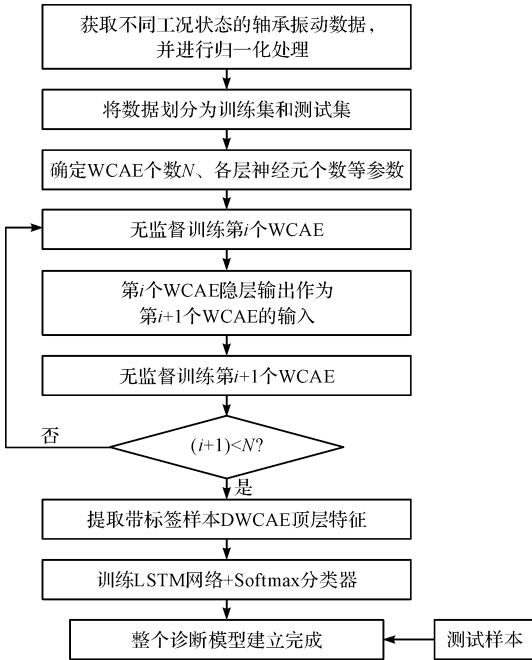 获取不同工况状态的轴承振动数据,
并进行归一化处理
将数据划分为训练集和测试集
确定WCAE个数N、各层神经元个数等参数
无监督训练第i个WCAE
第i个WCAE隐层输出作为
第i+1个WCAE的输入
无监督训练第i+1个WCAE
否
(i+1)<N?
是
提取带标签样本DWCAE顶层特征
训练LSTM网络+Softmax分类器
整个诊断模型建立完成
测试样本